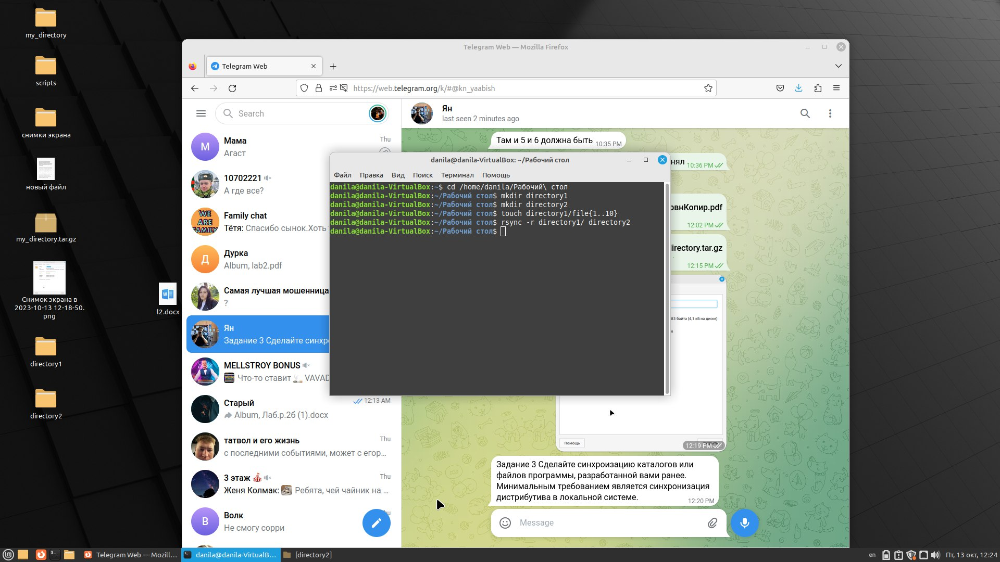 my_directory
scripts
снимки экрана
новый файл
my_directory.tar.gz
Снимок экрана в
2023-10-13 12-18-50.
png
l2.docx
directory1
directory2
Telegram Web — Mozilla Firefox
Telegram Web
https://web.telegram.org/k/#@kn_yaabish
Search
Мама
Thu
Агаст
10702221
А где все?
WE
ARE
FAMILY
Family chat
Тётя: Спасибо сынок.Хоть
Д
Дурка
Album, lab2.pdf
Самая лучшая мошенница
?
Ян
Задание 3 Сделайте синхр
MELLSTROY BONUS
Что-то ставит VAVAD
Старый
12:13 AM
Album, Лаб.р.2б (1).docx
татвол и его жизнь
Thu
с последними событиями, может с егор...
3 этаж
Thu
Женя Колмак: Ребята, чей чайник на ...
В
Волк
Не смогу сорри
М
Ян
last seen 2 minutes ago
Там и 5 и 6 должна быть 10:35 PM
нял 10:36 PM
рвнКопир.pdf
12:02 PM
directory.tar.gz
12:15 PM
83 байта (4,1 кБ на диске)
Помощь
12:19 PM
Задание 3 Сделайте синхроизацию каталогов или
файлов программы, разработанной вами ранее.
Минимальным требованием является синхронизация
дистрибутива в локальной системе.
12:20 PM
Message
danila@danila-VirtualBox: ~/Рабочий стол
Файл Правка Вид Поиск Терминал Помощь
danila@danila-VirtualBox:~$ cd /home/danila/Рабочий\ стол
danila@danila-VirtualBox:~/Рабочий стол$ mkdir directory1
danila@danila-VirtualBox:~/Рабочий стол$ mkdir directory2
danila@danila-VirtualBox:~/Рабочий стол$ touch directory1/file{1..10}
danila@danila-VirtualBox:~/Рабочий стол$ rsync -r directory1/ directory2
danila@danila-VirtualBox:~/Рабочий стол$
Telegram Web — Mozill...
danila@danila-VirtualB...
[directory2]
en
Пт, 13 окт, 12:24